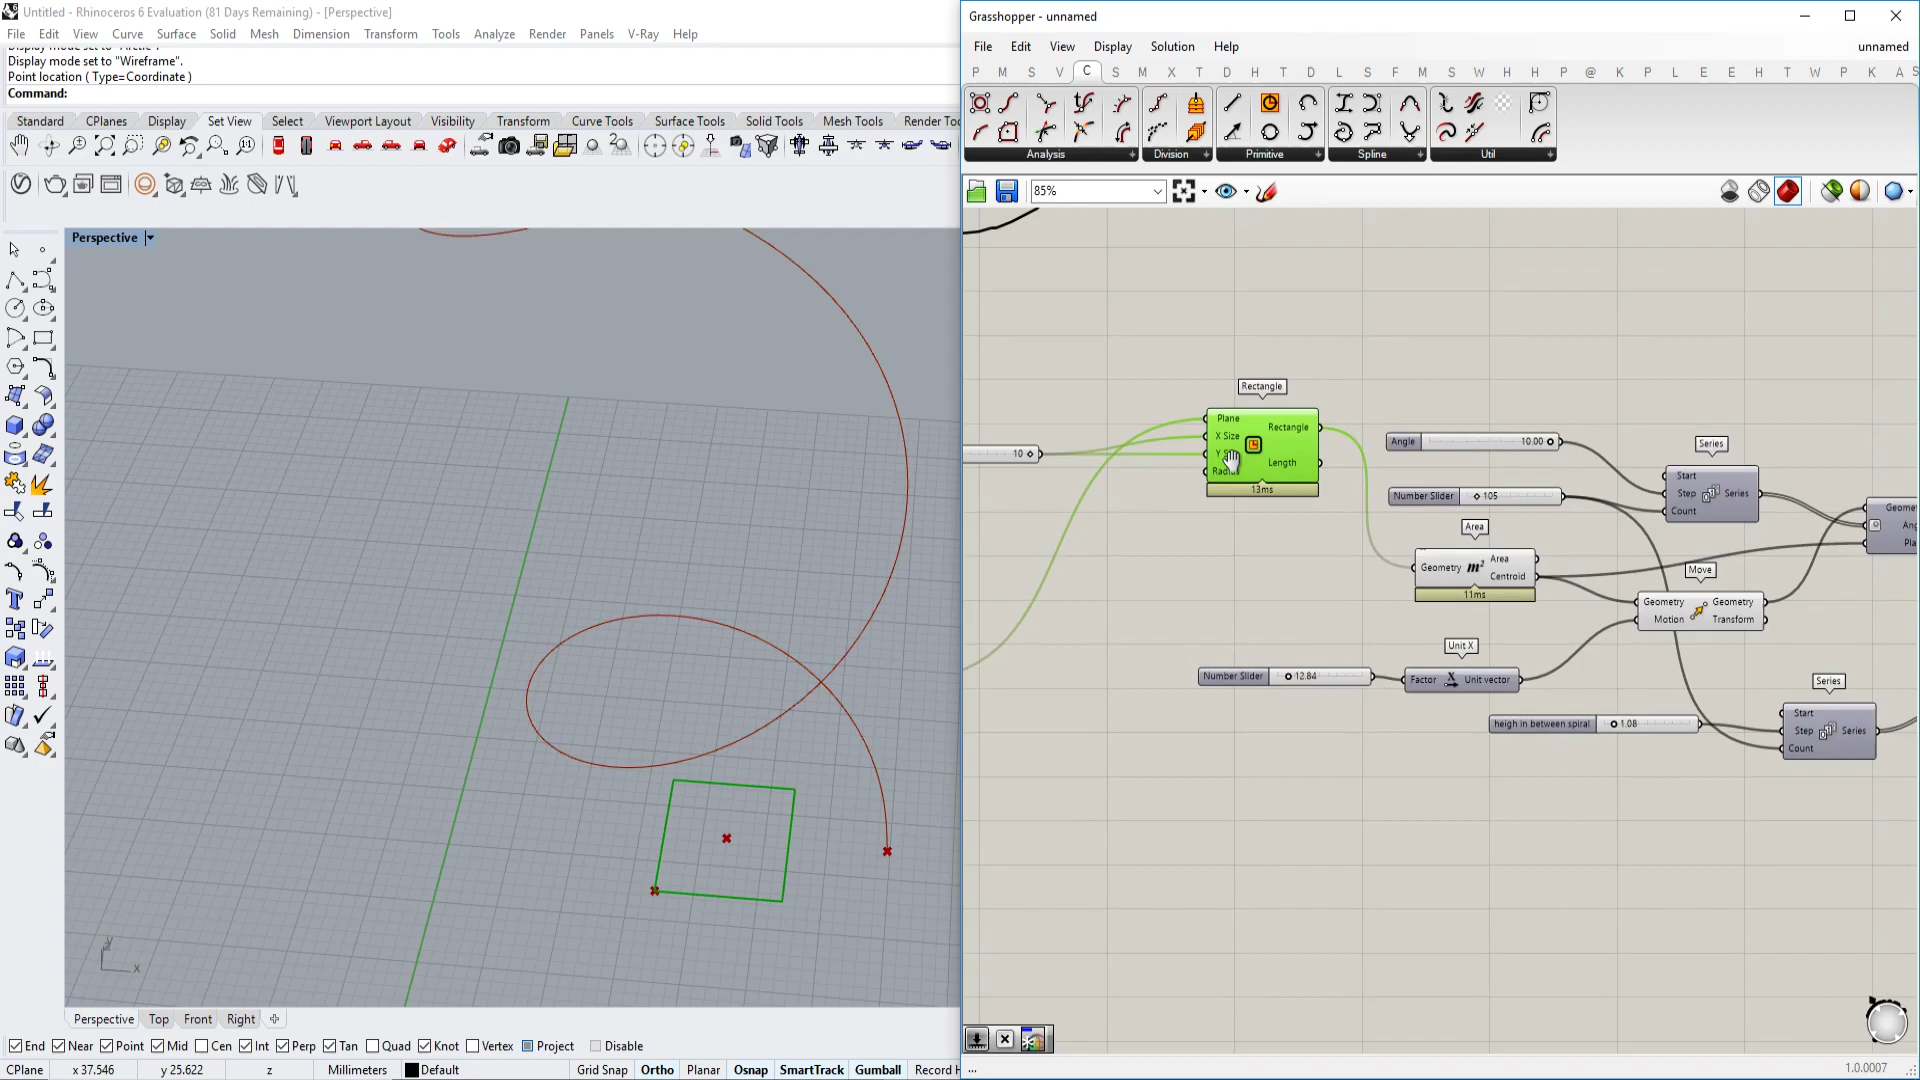 Untitled - Rhinoceros 6 Evaluation (81 Days Remaining) - [Perspective]
File Edit View Curve Surface Solid Mesh Dimension Transform Tools Analyze Render Panels V-Ray Help
Display mode set to "Wireframe".
Point location ( Type=Coordinate )
Command:
Standard CPlanes Display Set View Select Viewport Layout Visibility Transform Curve Tools Surface Tools Solid Tools Mesh Tools Render Too
Perspective
y
x
Perspective Top Front Right
End Near Point Mid Cen Int Perp Tan Quad Knot Vertex Project Disable
CPlane x 37.546 y 25.622 z Millimeters Default Grid Snap Ortho Planar Osnap SmartTrack Gumball Record H
Grasshopper - unnamed
File Edit View Display Solution Help unnamed
P M S V C S M X T D H T D L S F M S W H H P @ K P L E E H T W P K A S
Analysis Division Primitive Spline Util
85%
Rectangle
Plane
X Size
Rectangle
Length
13ms
10
Angle 10.00
Number Slider 105
Series
Start
Step
Count
Series
Area
Geometry m² Area
Centroid
11ms
Geomet
Ang
Pla
Move
Geometry Geometry
Motion Transform
Unit X
Number Slider 12.84
Factor X Unit vector
heigh in between spiral 1.08
Series
Start
Step
Count
Series
...
1.0.0007